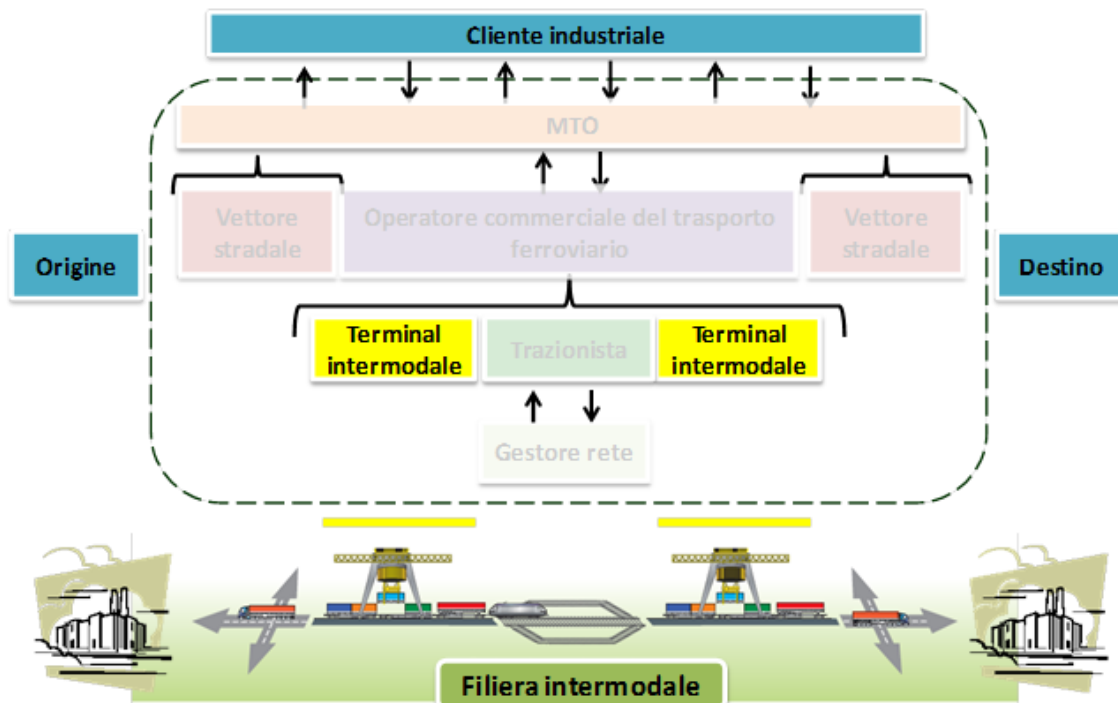 Cliente industriale
MTO
Vettore
stradale
Operatore commerciale del trasporto
ferroviario
Vettore
stradale
Origine
Destino
Terminal
intermodale
Trazionista
Terminal
intermodale
Gestore rete
Filiera intermodale